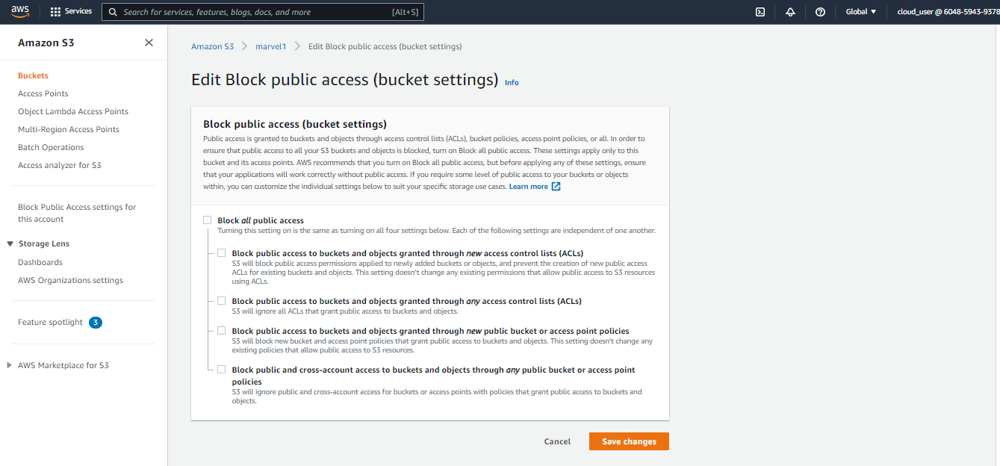 aws
Services
Search for services, features, blogs, docs, and more
[Alt+S]
Global
cloud_user @ 6048-5943-9378
Amazon S3
Buckets
Access Points
Object Lambda Access Points
Multi-Region Access Points
Batch Operations
Access analyzer for S3
Block Public Access settings for
this account
Storage Lens
Dashboards
AWS Organizations settings
Feature spotlight 3
AWS Marketplace for S3
Amazon S3 > marvel1 > Edit Block public access (bucket settings)
Edit Block public access (bucket settings) Info
Block public access (bucket settings)
Public access is granted to buckets and objects through access control lists (ACLs), bucket policies, access point policies, or all. In order to
ensure that public access to all your S3 buckets and objects is blocked, turn on Block all public access. These settings apply only to this
bucket and its access points. AWS recommends that you turn on Block all public access, but before applying any of these settings, ensure
that your applications will work correctly without public access. If you require some level of public access to your buckets or objects
within, you can customize the individual settings below to suit your specific storage use cases. Learn more
Block all public access
Turning this setting on is the same as turning on all four settings below. Each of the following settings are independent of one another.
Block public access to buckets and objects granted through new access control lists (ACLs)
S3 will block public access permissions applied to newly added buckets or objects, and prevent the creation of new public access
ACLs for existing buckets and objects. This setting doesn't change any existing permissions that allow public access to S3 resources
using ACLs.
Block public access to buckets and objects granted through any access control lists (ACLs)
S3 will ignore all ACLs that grant public access to buckets and objects.
Block public access to buckets and objects granted through new public bucket or access point policies
S3 will block new bucket and access point policies that grant public access to buckets and objects. This setting doesn't change any
existing policies that allow public access to S3 resources.
Block public and cross-account access to buckets and objects through any public bucket or access point
policies
S3 will ignore public and cross-account access for buckets or access points with policies that grant public access to buckets and
objects.
Cancel
Save changes